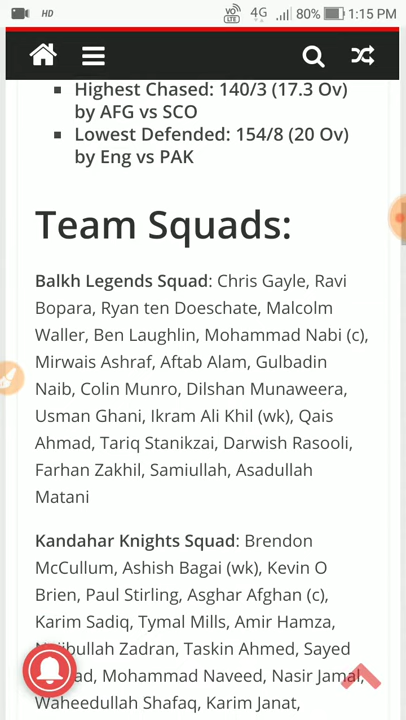 HD VO LTE 4G 80% 1:15 PM
Highest Chased: 140/3 (17.3 Ov)
by AFG vs SCO
Lowest Defended: 154/8 (20 Ov)
by Eng vs PAK
Team Squads:
Balkh Legends Squad: Chris Gayle, Ravi
Bopara, Ryan ten Doeschate, Malcolm
Waller, Ben Laughlin, Mohammad Nabi (c),
Mirwais Ashraf, Aftab Alam, Gulbadin
Naib, Colin Munro, Dilshan Munaweera,
Usman Ghani, Ikram Ali Khil (wk), Qais
Ahmad, Tariq Stanikzai, Darwish Rasooli,
Farhan Zakhil, Samiullah, Asadullah
Matani
Kandahar Knights Squad: Brendon
McCullum, Ashish Bagai (wk), Kevin O
Brien, Paul Stirling, Asghar Afghan (c),
Karim Sadiq, Tymal Mills, Amir Hamza,
Zadran, Taskin Ahmed, Sayed
Mohammad Naveed, Nasir Jamal,
Waheedullah Shafaq, Karim Janat,